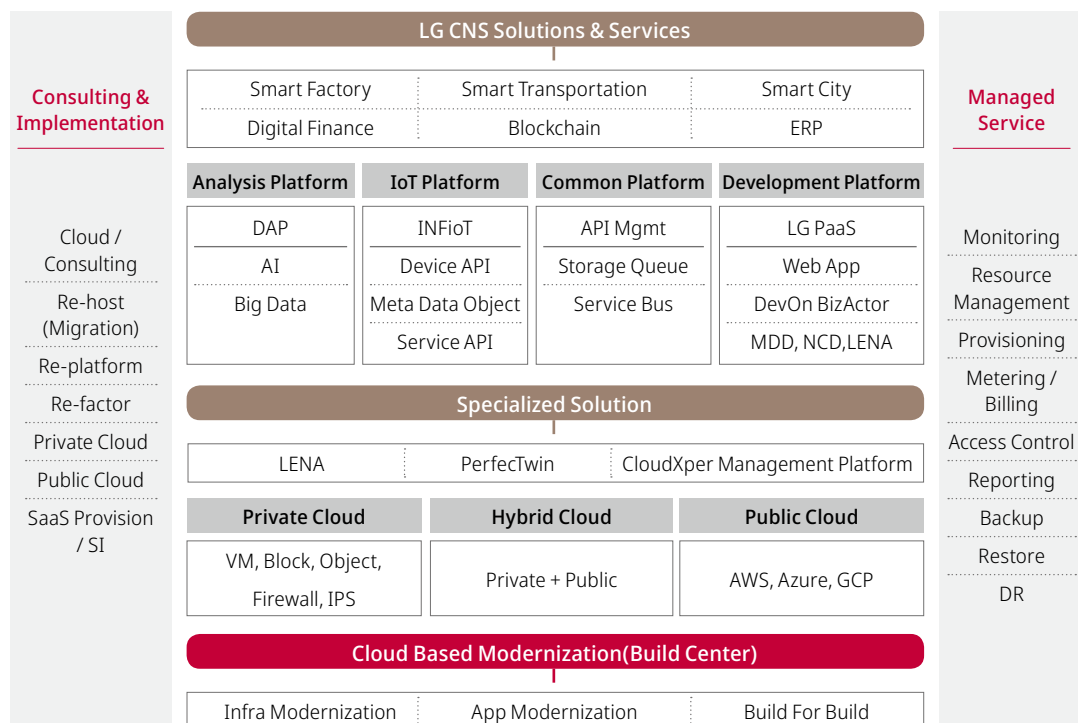 Consulting &
Implementation
Cloud /
Consulting
Re-host
(Migration)
Re-platform
Re-factor
Private Cloud
Public Cloud
SaaS Provision
/ SI
LG CNS Solutions & Services
Smart Factory
Smart Transportation
Smart City
Digital Finance
Blockchain
ERP
Analysis Platform
DAP
AI
Big Data
IoT Platform
INFioT
Device API
Meta Data Object
Service API
Common Platform
API Mgmt
Storage Queue
Service Bus
Development Platform
LG PaaS
Web App
DevOn BizActor
MDD, NCD,LENA
Specialized Solution
LENA
PerfecTwin
CloudXper Management Platform
Private Cloud
VM, Block, Object,
Firewall, IPS
Hybrid Cloud
Private + Public
Public Cloud
AWS, Azure, GCP
Cloud Based Modernization(Build Center)
Infra Modernization
App Modernization
Build For Build
Managed
Service
Monitoring
Resource
Management
Provisioning
Metering /
Billing
Access Control
Reporting
Backup
Restore
DR